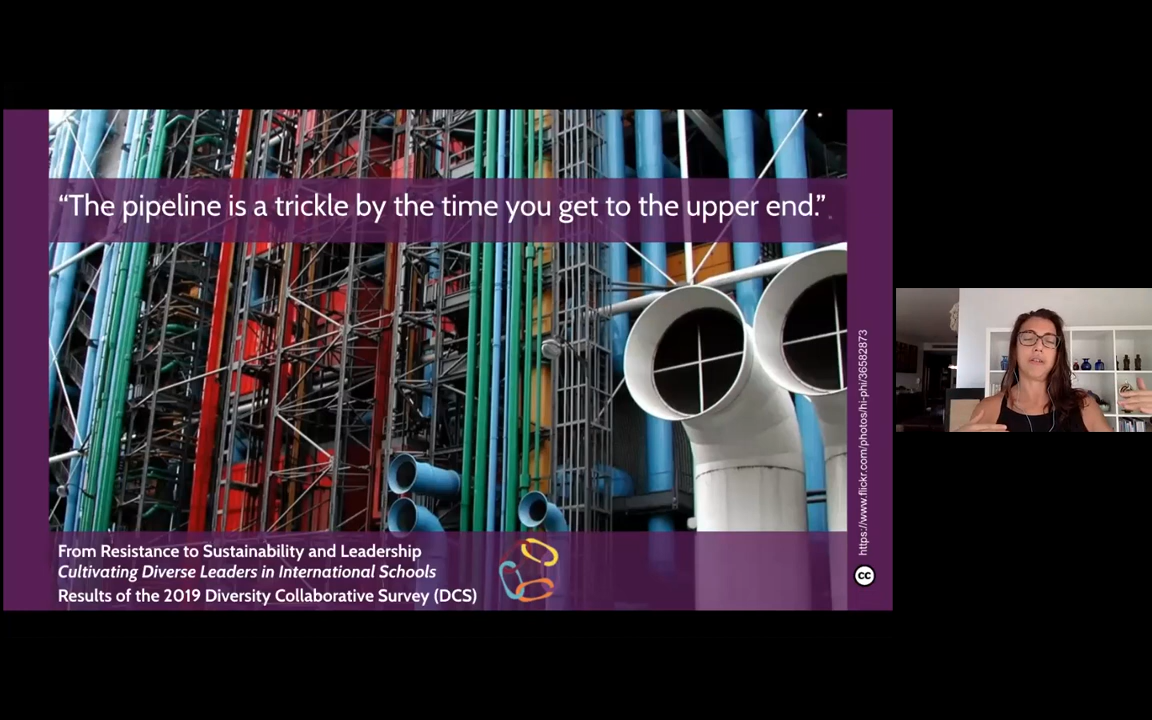 “The pipeline is a trickle by the time you get to the upper end.”
https://www.flickr.com/photos/hi-phi/36582873
From Resistance to Sustainability and Leadership
Cultivating Diverse Leaders in International Schools
Results of the 2019 Diversity Collaborative Survey (DCS)
cc